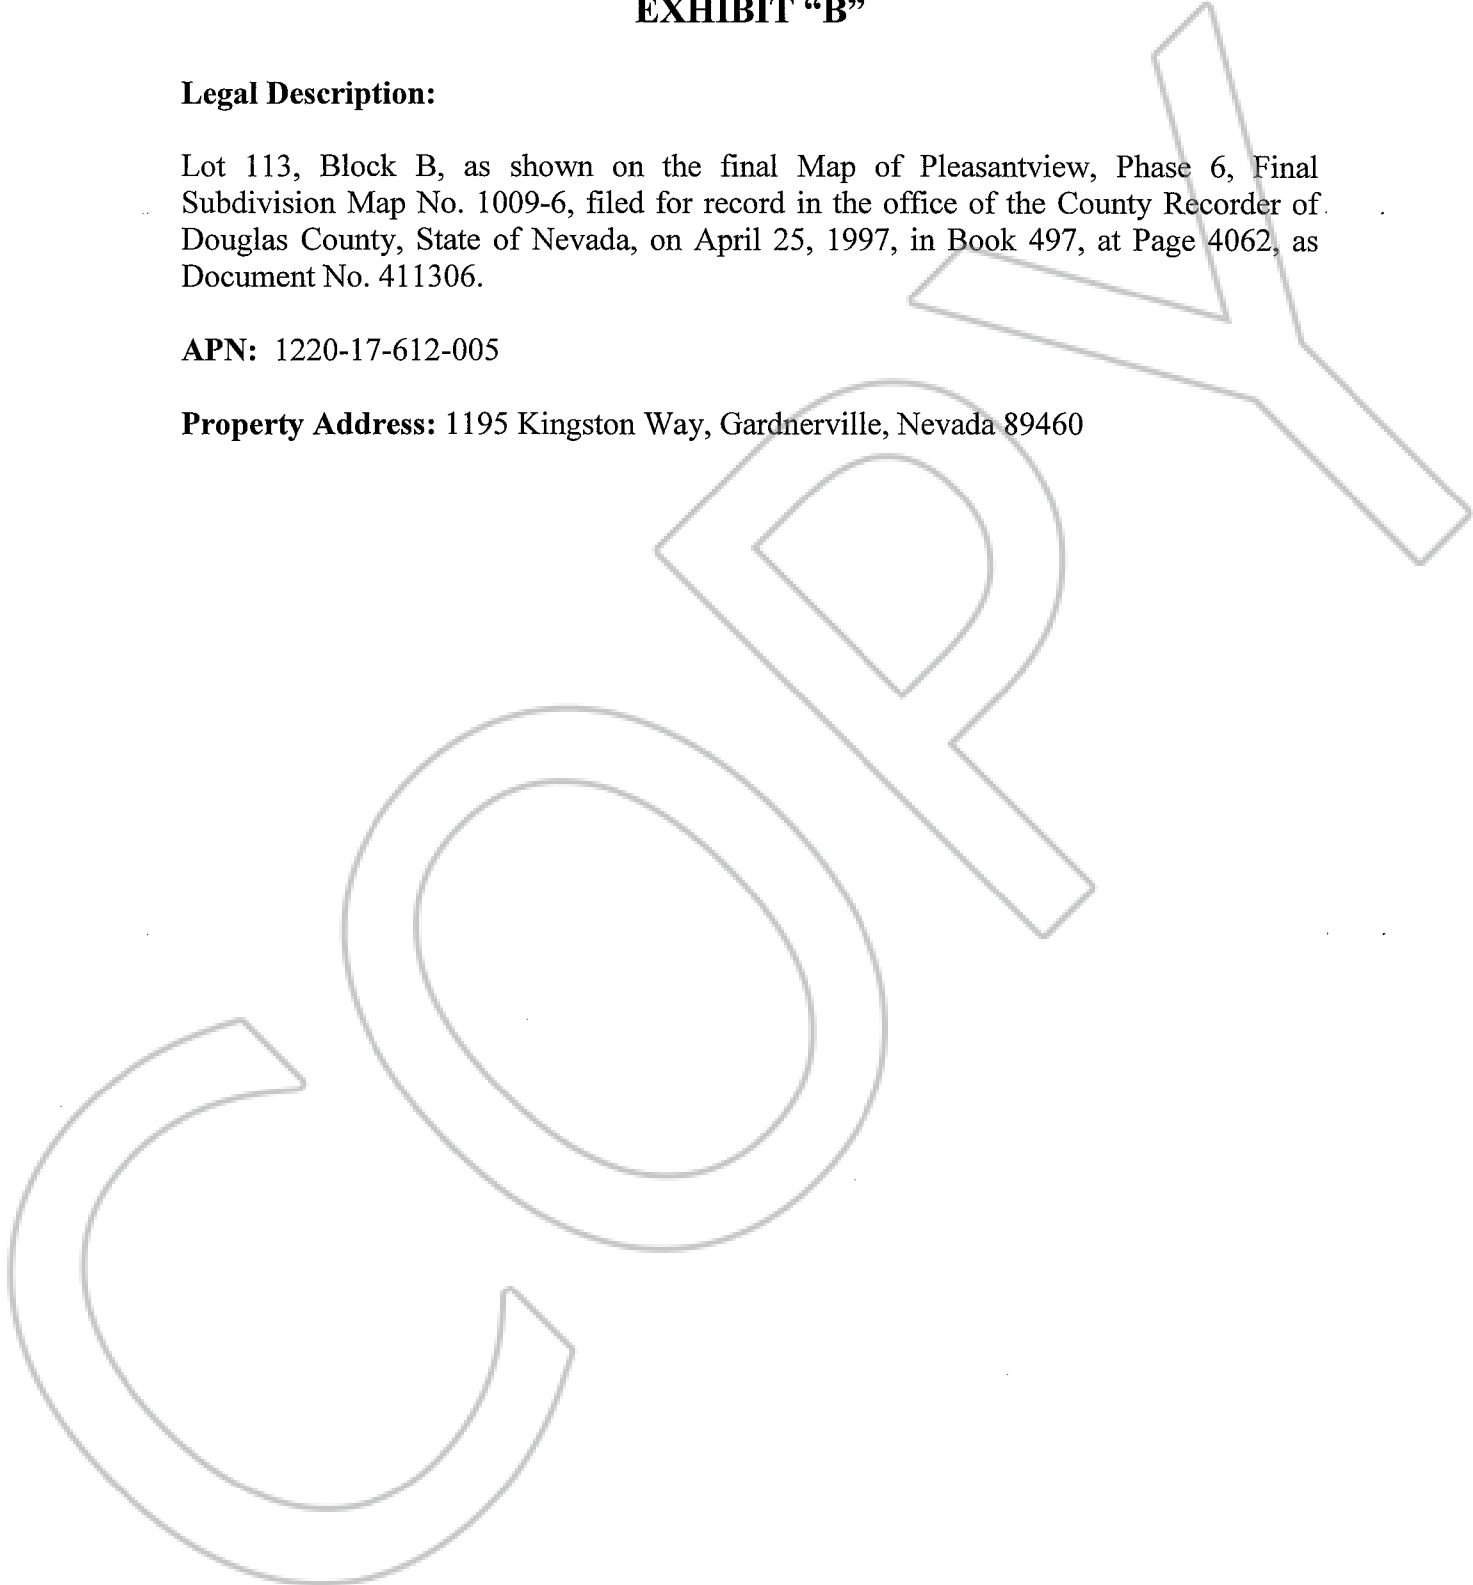 EXHIBIT “B”
Legal Description:
Lot 113, Block B, as shown on the final Map of Pleasantview, Phase 6, Final
Subdivision Map No. 1009-6, filed for record in the office of the County Recorder of
Douglas County, State of Nevada, on April 25, 1997, in Book 497, at Page 4062, as
Document No. 411306.
APN: 1220-17-612-005
Property Address: 1195 Kingston Way, Gardnerville, Nevada 89460
COPY